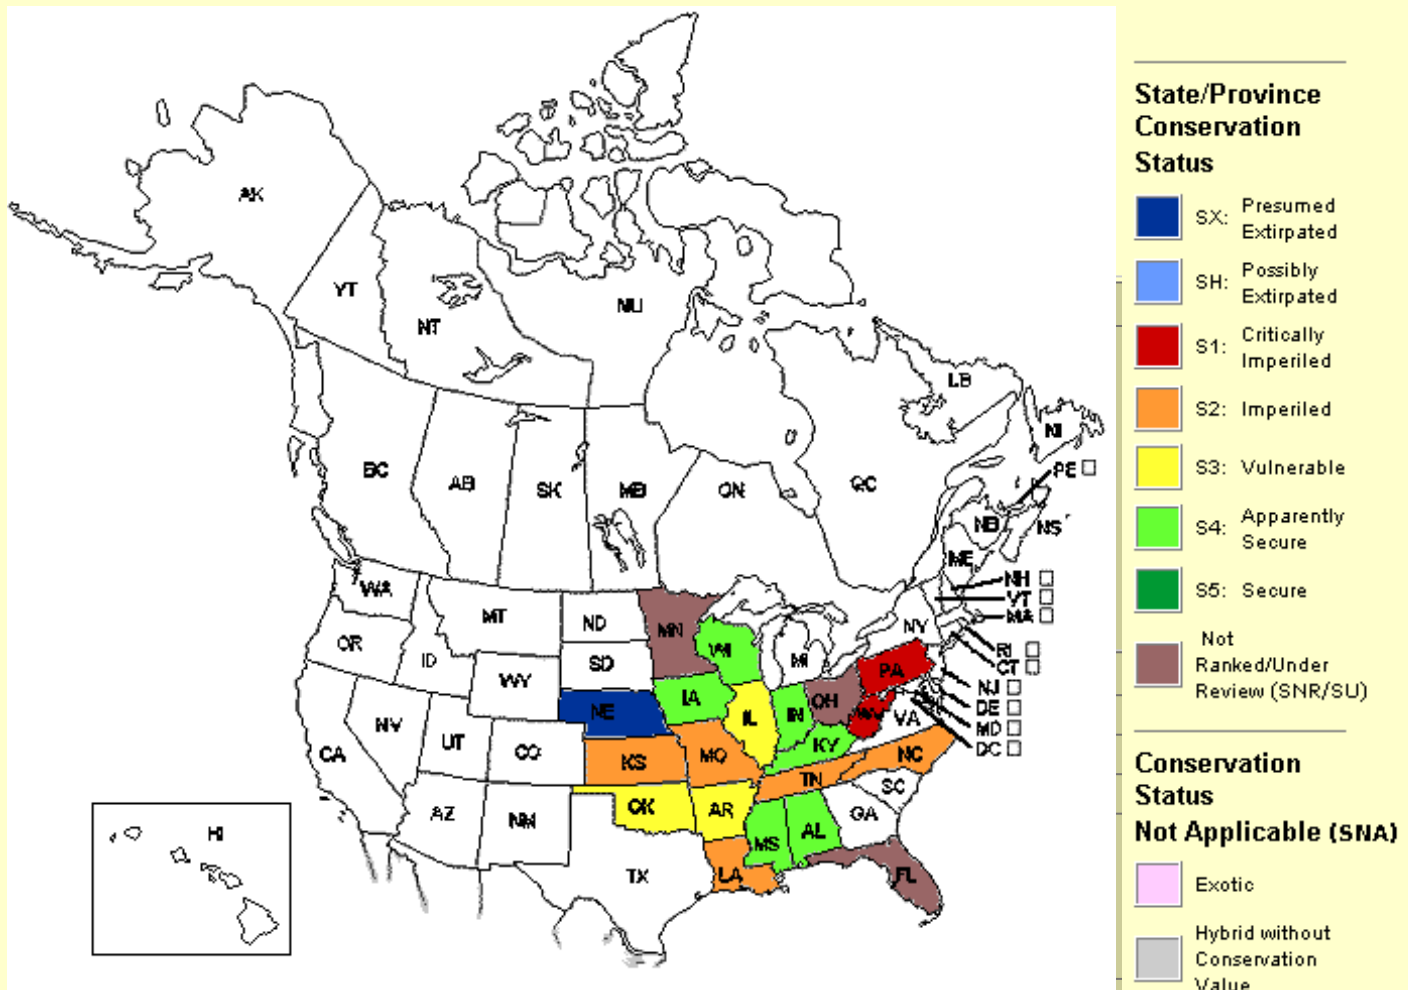 AK
YT
NT
NU
BC
AB
SK
MB
ON
QC
LB
NI
PE
NB
NS
ME
NH
VT
MA
RI
CT
NJ
DE
MD
DC
WA
OR
ID
MT
ND
SD
WY
NE
MN
WI
MI
NY
IA
IL
IN
OH
PA
WV
VA
KY
CA
NV
UT
CO
KS
MO
TN
NC
SC
GA
AZ
NM
OK
AR
MS
AL
TX
LA
FL
HI
State/Province
Conservation
Status
SX: Presumed
Extirpated
SH: Possibly
Extirpated
S1: Critically
Imperiled
S2: Imperiled
S3: Vulnerable
S4: Apparently
Secure
S5: Secure
Not
Ranked/Under
Review (SNR/SU)
Conservation
Status
Not Applicable (SNA)
Exotic
Hybrid without
Conservation
Value